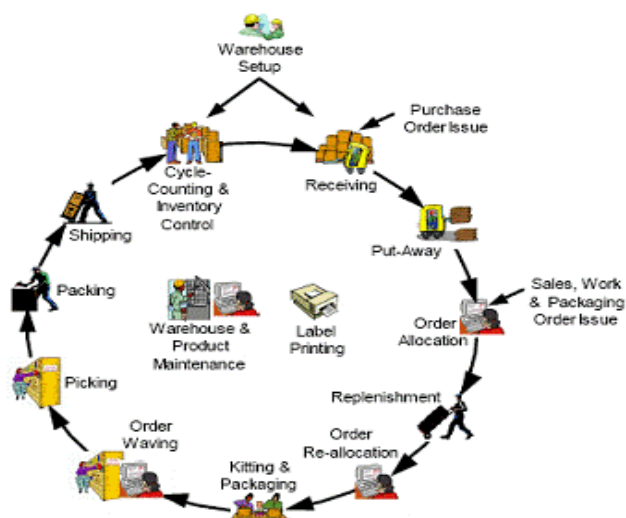 Warehouse
Setup
Purchase
Order Issue
Cycle-
Counting &
Inventory
Control
Receiving
Shipping
Put-Away
Packing
Warehouse &
Product
Maintenance
Label
Printing
Order
Allocation
Sales, Work
& Packaging
Order Issue
Picking
Replenishment
Order
Waving
Kitting &
Packaging
Order
Re-allocation